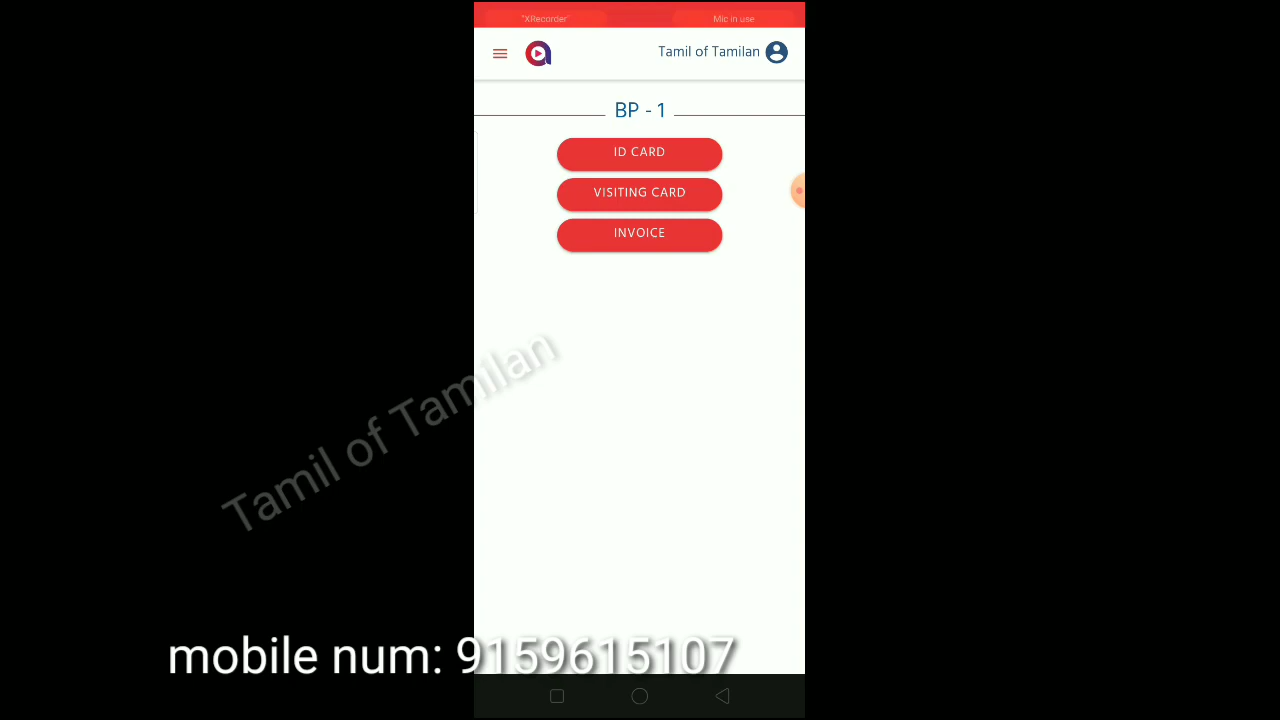 "XRecorder"
Mic in use
Tamil of Tamilan
BP - 1
ID CARD
VISITING CARD
INVOICE
Tamil of Tamilan
mobile num: 9159615107